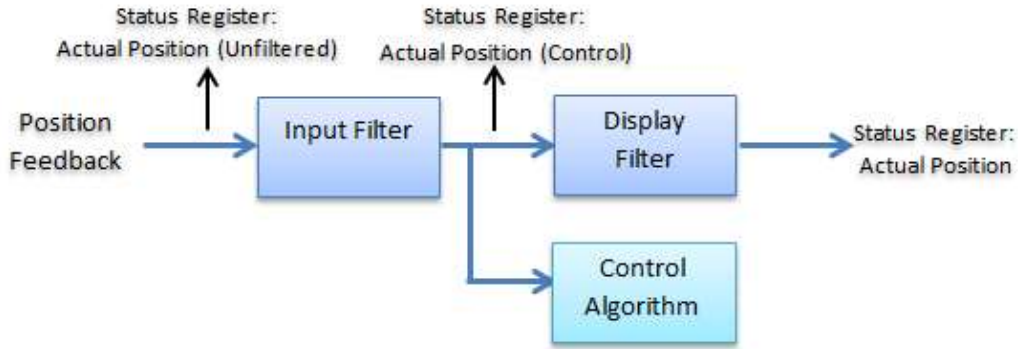 Status Register:
Actual Position (Unfiltered)
Status Register:
Actual Position (Control)
Position
Feedback
Input Filter
Display
Filter
Status Register:
Actual Position
Control
Algorithm